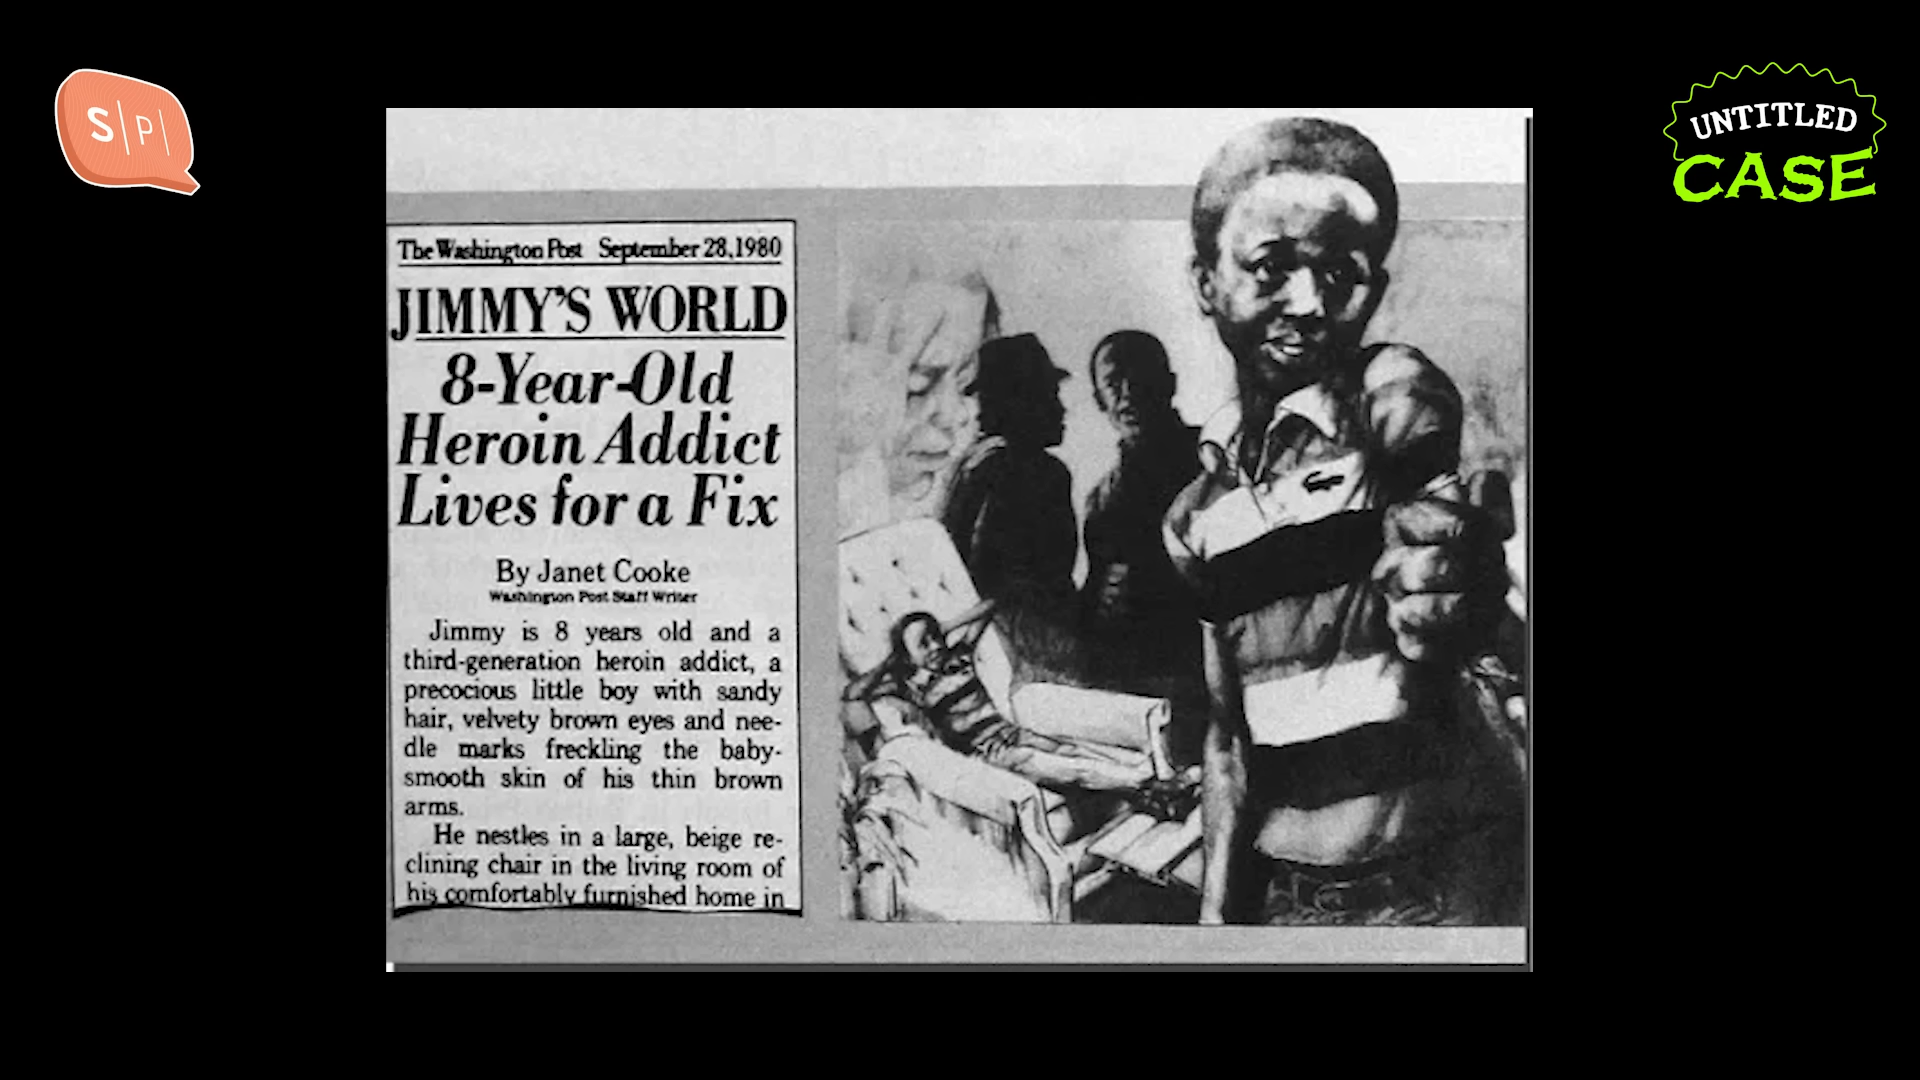 S|P|
UNTITLED
CASE
The Washington Post September 28, 1980
JIMMY'S WORLD
8-Year-Old
Heroin Addict
Lives for a Fix
By Janet Cooke
Washington Post Staff Writer
Jimmy is 8 years old and a
third-generation heroin addict, a
precocious little boy with sandy
hair, velvety brown eyes and nee-
dle marks freckling the baby-
smooth skin of his thin brown
arms.
He nestles in a large, beige re-
clining chair in the living room of
his comfortably furnished home in